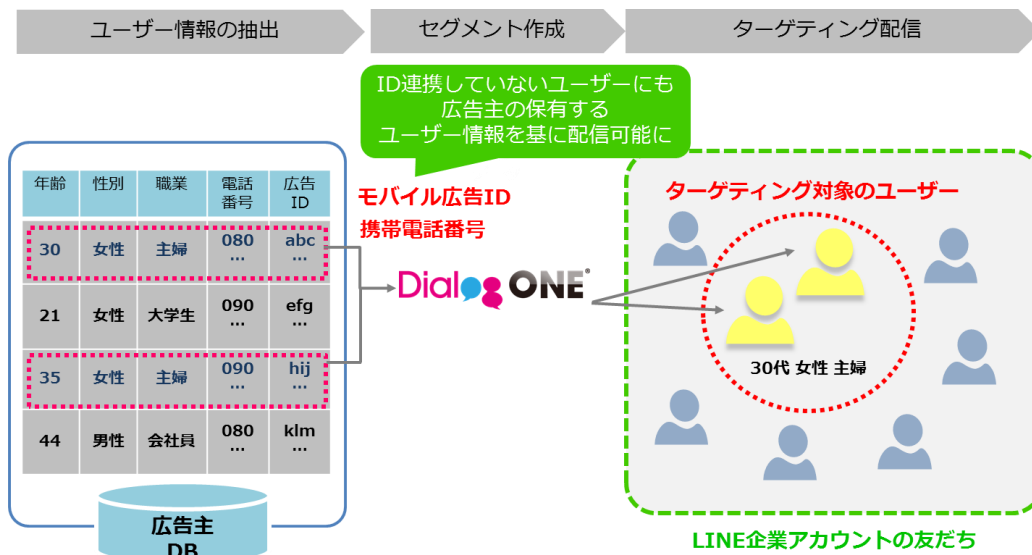 ユーザー情報の抽出
セグメント作成
ターゲティング配信
ID連携していないユーザーにも
広告主の保有する
ユーザー情報を基に配信可能に
年齢 性別 職業 電話番号 広告ID
30 女性 主婦 080… abc…
21 女性 大学生 090… efg…
35 女性 主婦 090… hij…
44 男性 会社員 080… klm…
広告主
DB
モバイル広告ID
携帯電話番号
Dialog ONE®
ターゲティング対象のユーザー
30代 女性 主婦
LINE企業アカウントの友だち